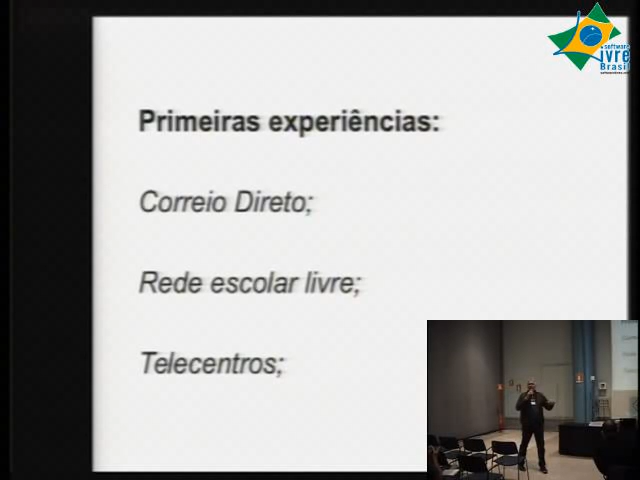 software
livre
Brasil
Primeiras experiências:
Correio Direto;
Rede escolar livre;
Telecentros;